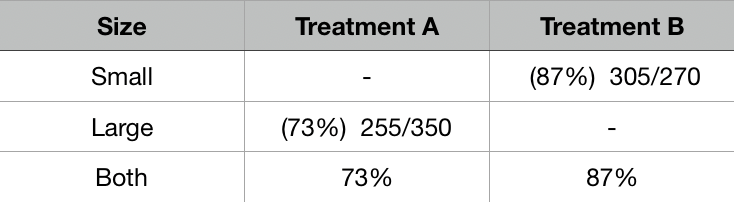 Size Treatment A Treatment B
Small - (87%) 305/270
Large (73%) 255/350 -
Both 73% 87%